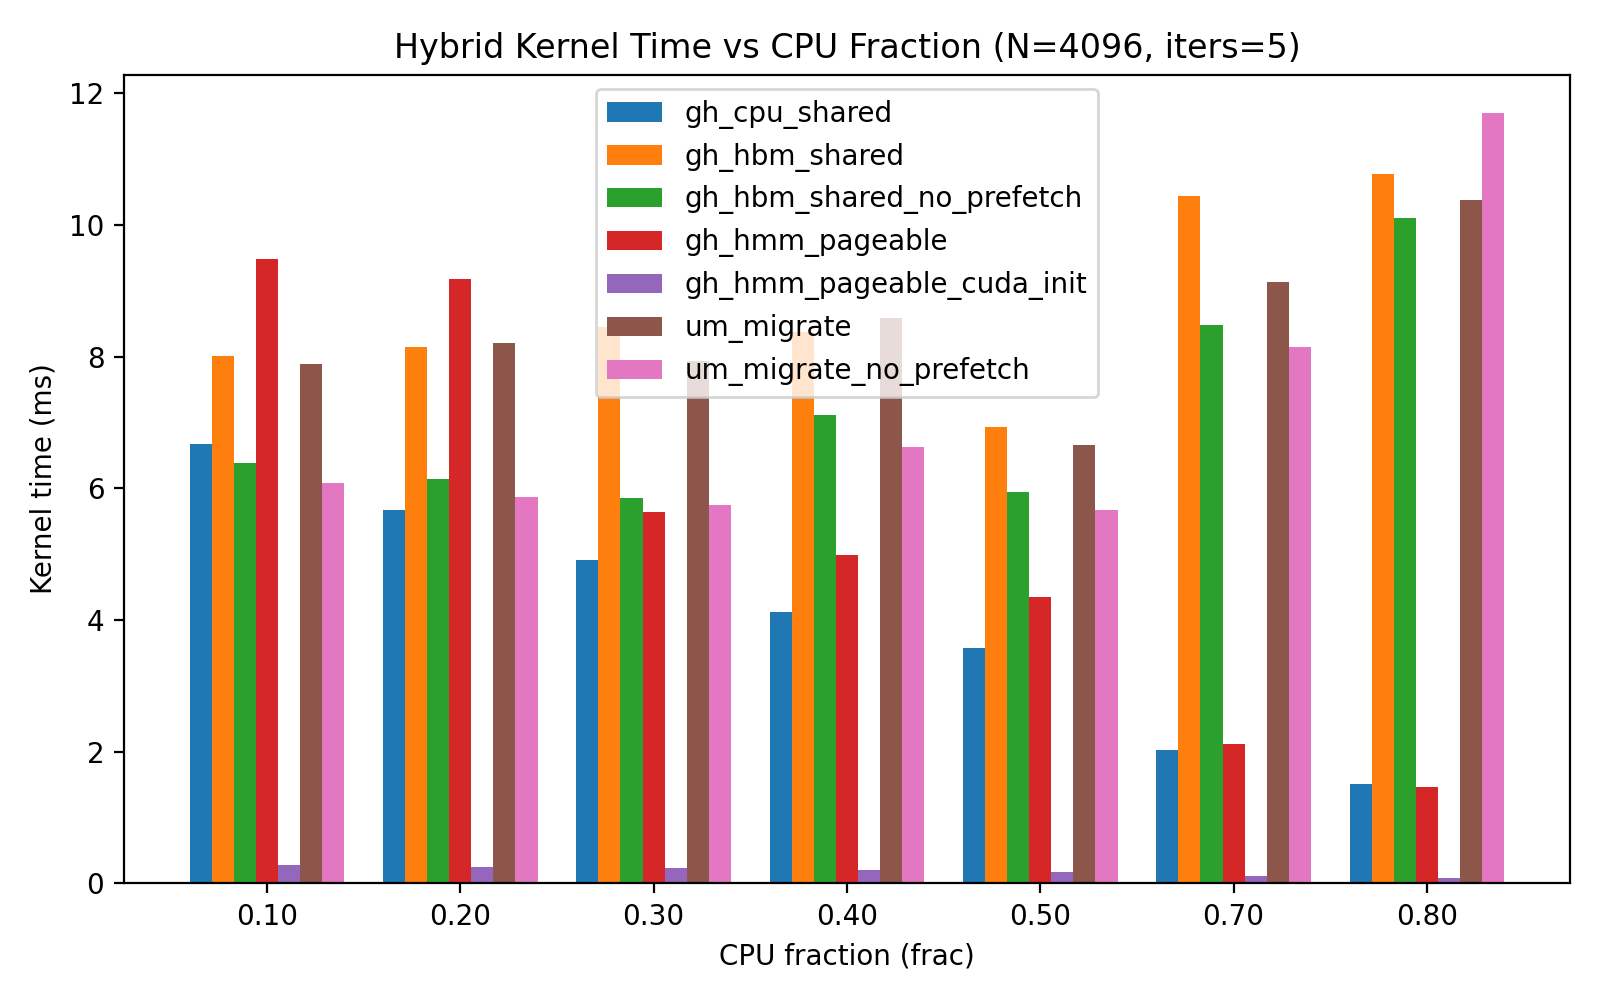 Hybrid Kernel Time vs CPU Fraction (N=4096, iters=5)
gh_cpu_shared
gh_hbm_shared
gh_hbm_shared_no_prefetch
gh_hmm_pageable
gh_hmm_pageable_cuda_init
um_migrate
um_migrate_no_prefetch
Kernel time (ms)
12
10
8
6
4
2
0
0.10 0.20 0.30 0.40 0.50 0.70 0.80
CPU fraction (frac)